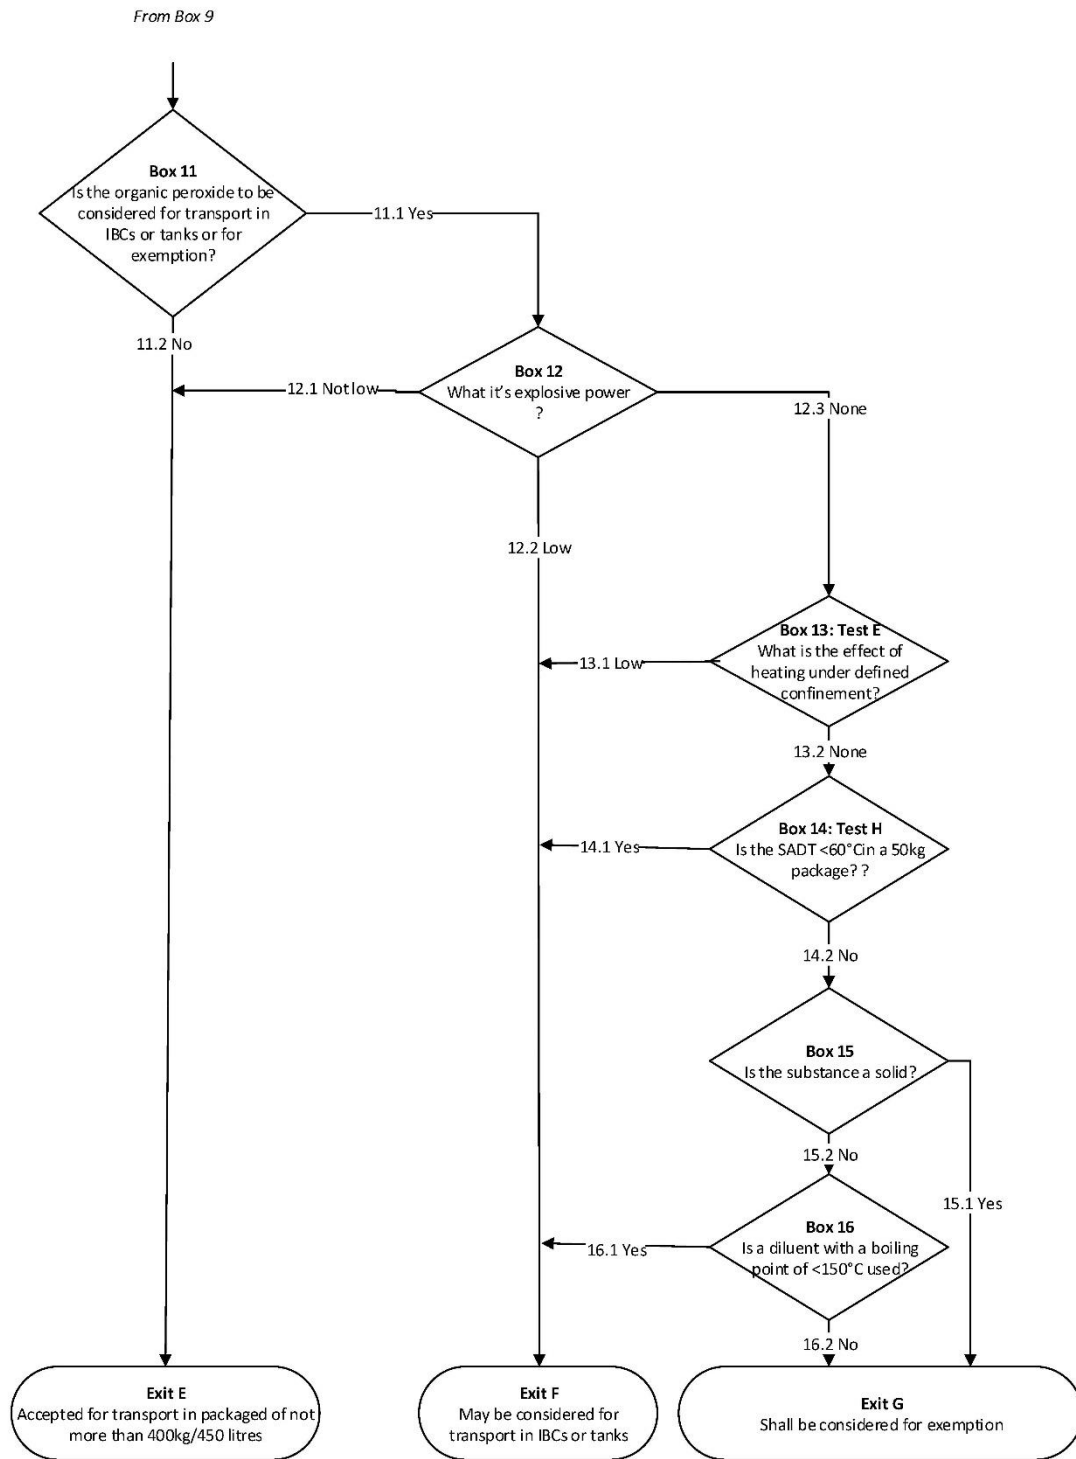 From Box 9
Box 11
Is the organic peroxide to be
considered for transport in
IBCs or tanks or for
exemption?
11.1 Yes
11.2 No
Box 12
What it's explosive power
?
12.1 Not low
12.3 None
12.2 Low
Box 13: Test E
What is the effect of
heating under defined
confinement?
13.1 Low
13.2 None
Box 14: Test H
Is the SADT <60°Cin a 50kg
package? ?
14.1 Yes
14.2 No
Box 15
Is the substance a solid?
15.2 No
15.1 Yes
Box 16
Is a diluent with a boiling
point of <150°C used?
16.1 Yes
16.2 No
Exit E
Accepted for transport in packaged of not
more than 400kg/450 litres
Exit F
May be considered for
transport in IBCs or tanks
Exit G
Shall be considered for exemption